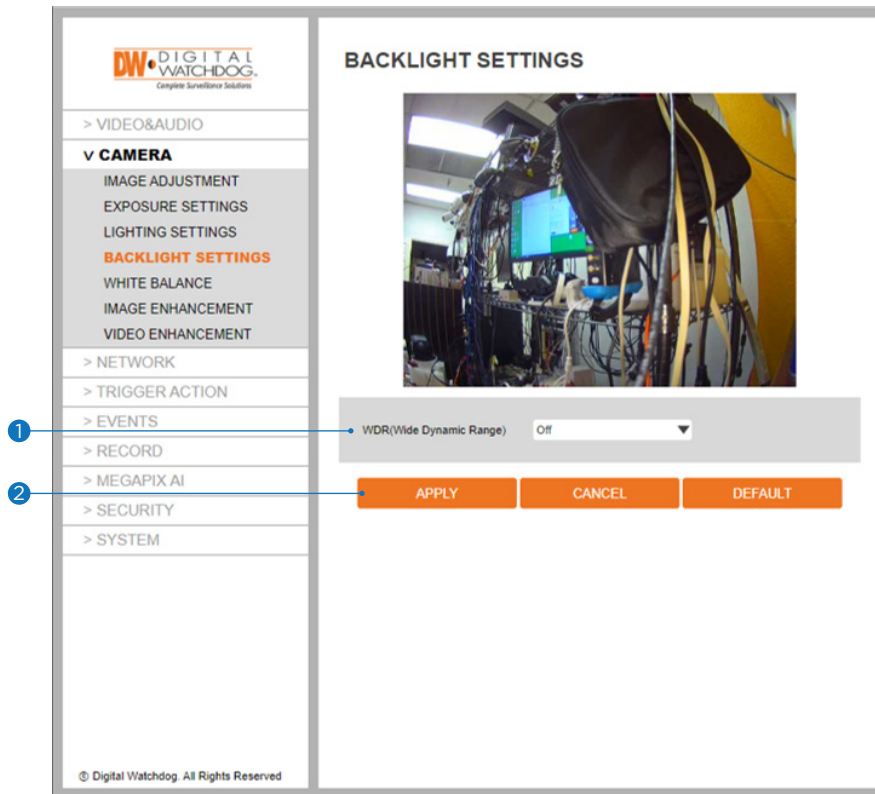 DW DIGITAL
WATCHDOG.
Complete Surveillance Solutions
> VIDEO&AUDIO
v CAMERA
IMAGE ADJUSTMENT
EXPOSURE SETTINGS
LIGHTING SETTINGS
BACKLIGHT SETTINGS
WHITE BALANCE
IMAGE ENHANCEMENT
VIDEO ENHANCEMENT
> NETWORK
> TRIGGER ACTION
> EVENTS
> RECORD
> MEGAPIX AI
> SECURITY
> SYSTEM
® Digital Watchdog. All Rights Reserved
BACKLIGHT SETTINGS
1
WDR(Wide Dynamic Range) Off
2
APPLY CANCEL DEFAULT